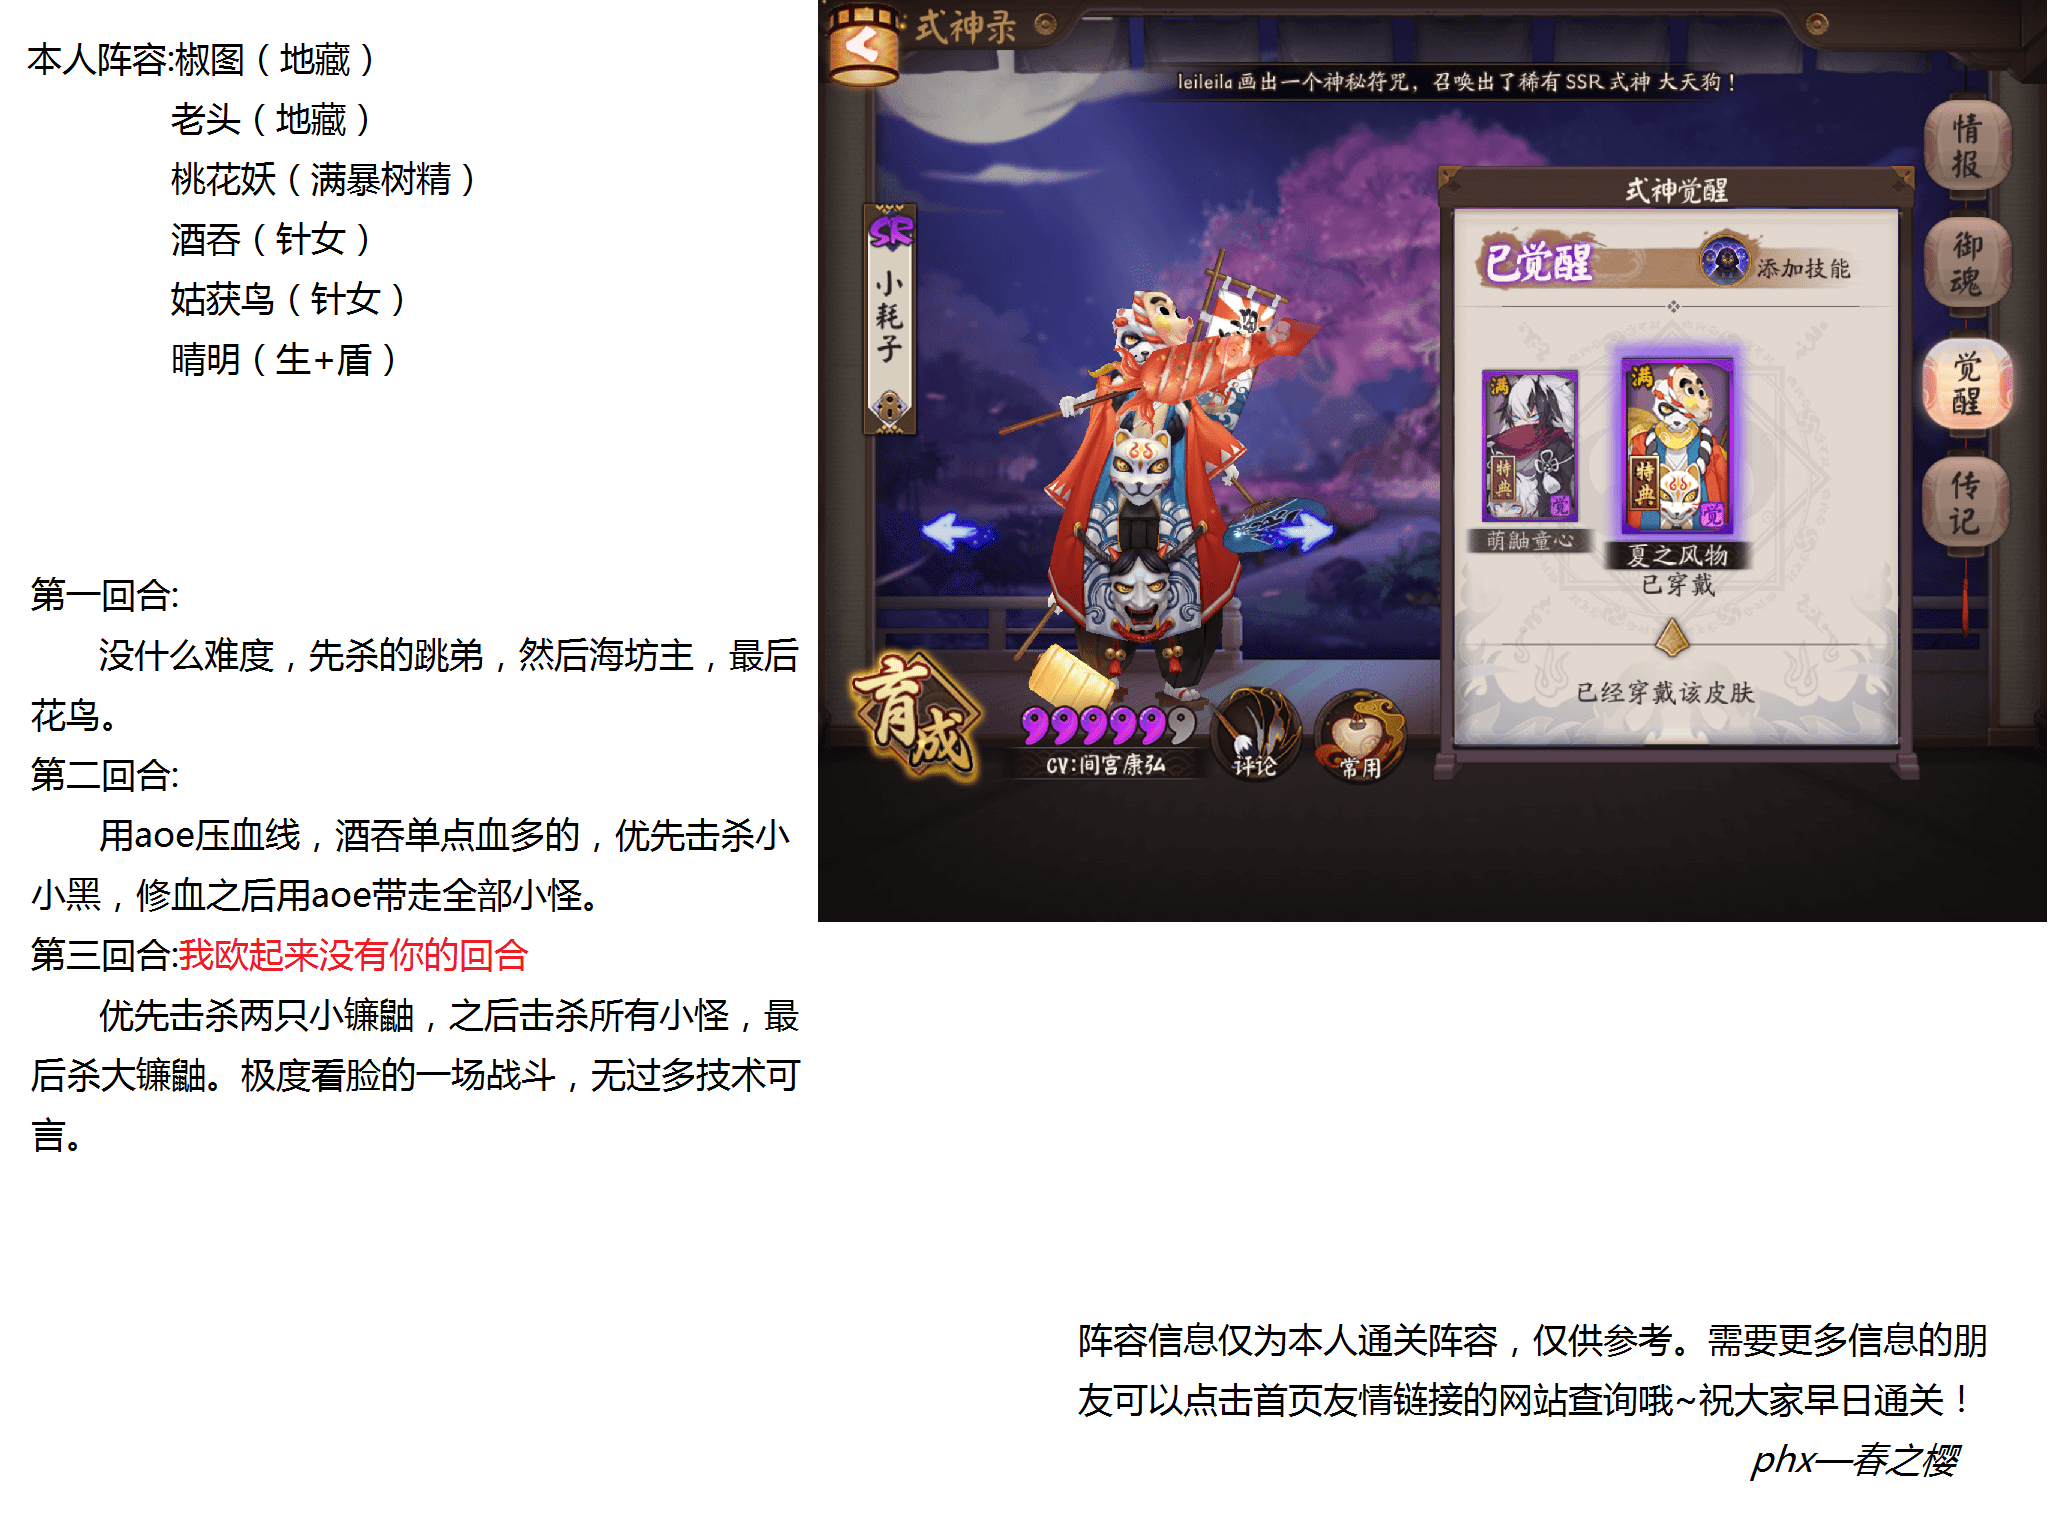 本人阵容:椒图（地藏）
老头（地藏）
桃花妖（满暴树精）
酒吞（针女）
姑获鸟（针女）
晴明（生+盾）
第一回合:
没什么难度，先杀的跳弟，然后海坊主，最后
花鸟。
第二回合:
用aoe压血线，酒吞单点血多的，优先击杀小
小黑，修血之后用aoe带走全部小怪。
第三回合:我欧起来没有你的回合
优先击杀两只小镰鼬，之后击杀所有小怪，最
后杀大镰鼬。极度看脸的一场战斗，无过多技术可
言。
式神录
leileila画出一个神秘符咒，召唤出了稀有SSR式神 大天狗！
SR
小耗子
式神觉醒
已觉醒
添加技能
满
特典
觉
萌鼬童心
满
特典
觉
夏之风物
已穿戴
已经穿戴该皮肤
情报
御魂
觉醒
传记
育成
CV:间宫康弘
评论
常用
阵容信息仅为本人通关阵容，仅供参考。需要更多信息的朋
友可以点击首页友情链接的网站查询哦~祝大家早日通关！
phx—春之樱